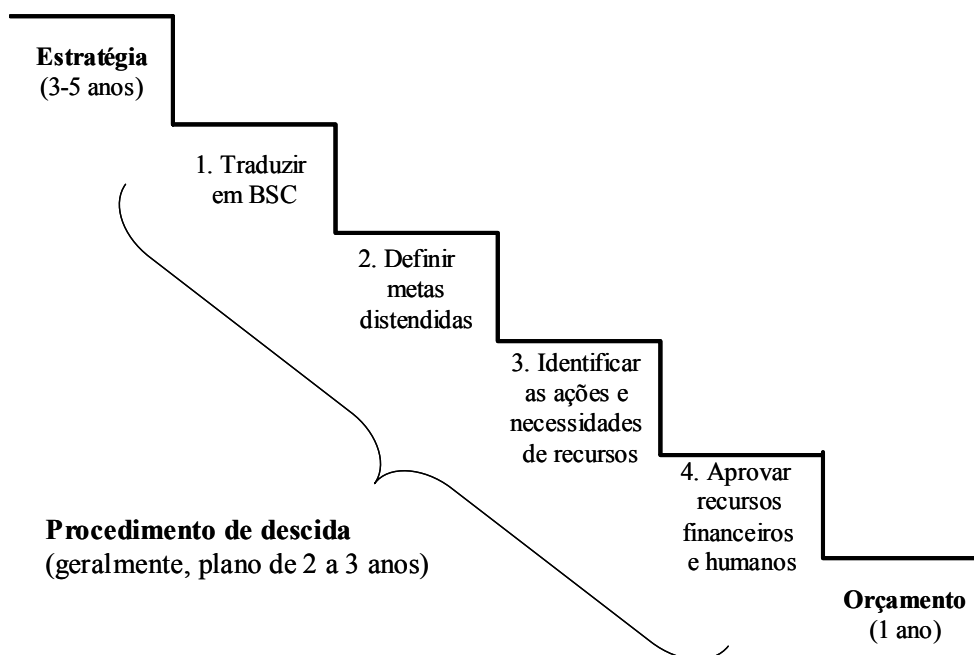 Estratégia
(3-5 anos)
1. Traduzir
em BSC
2. Definir
metas
distendidas
3. Identificar
as ações e
necessidades
de recursos
4. Aprovar
recursos
financeiros
e humanos
Procedimento de descida
(geralmente, plano de 2 a 3 anos)
Orçamento
(1 ano)